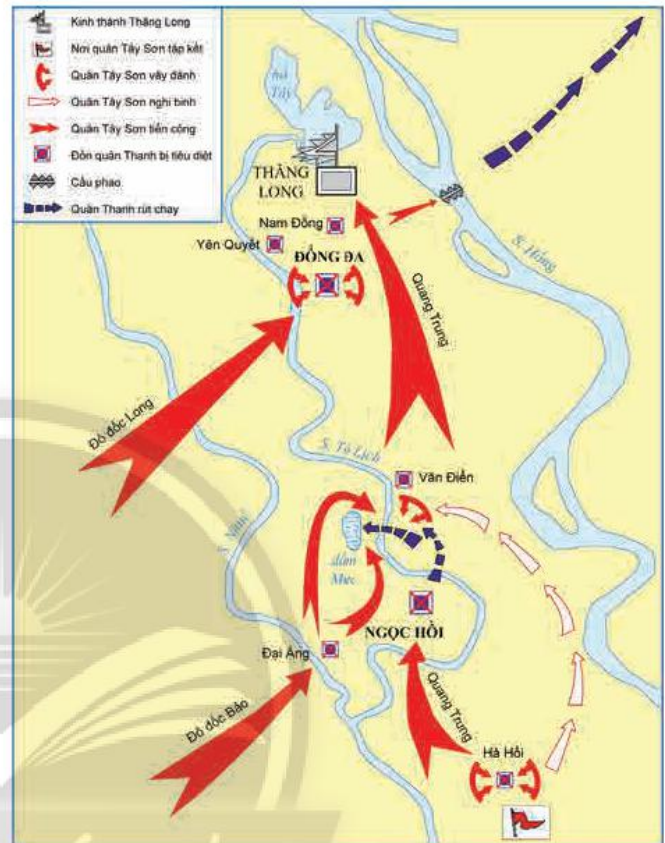 Kinh thành Thăng Long
Nơi quân Tây Sơn tập kết
Quân Tây Sơn vây đánh
Quân Tây Sơn nghi binh
Quân Tây Sơn tiến công
Đồn quân Thanh bị tiêu diệt
Cầu phao
Quân Thanh rút chạy
hồ
Tây
THĂNG
LONG
Nam Đồng
Yên Quyết
ĐỐNG ĐA
S. Hồng
Quang Trung
Đô đốc Long
S. Tô Lịch
Văn Điển
S. Nhuệ
đầm
Mực
NGỌC HỒI
Đại Áng
Quang Trung
Đô đốc Bảo
Hà Hồi